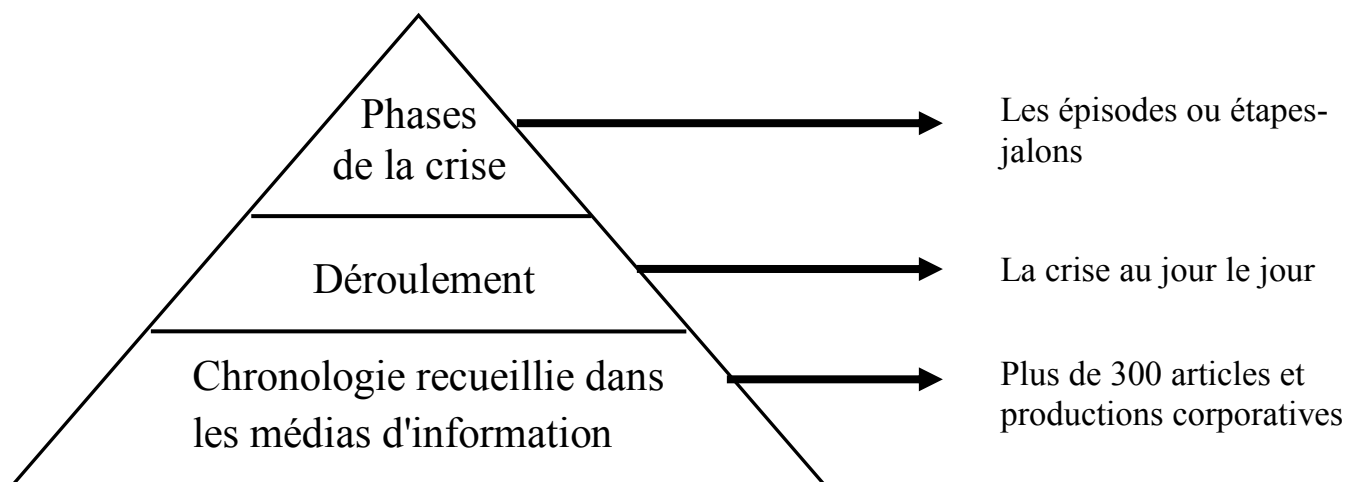 Phases
de la crise
Les épisodes ou étapes-
jalons
Déroulement
La crise au jour le jour
Chronologie recueillie dans
les médias d'information
Plus de 300 articles et
productions corporatives